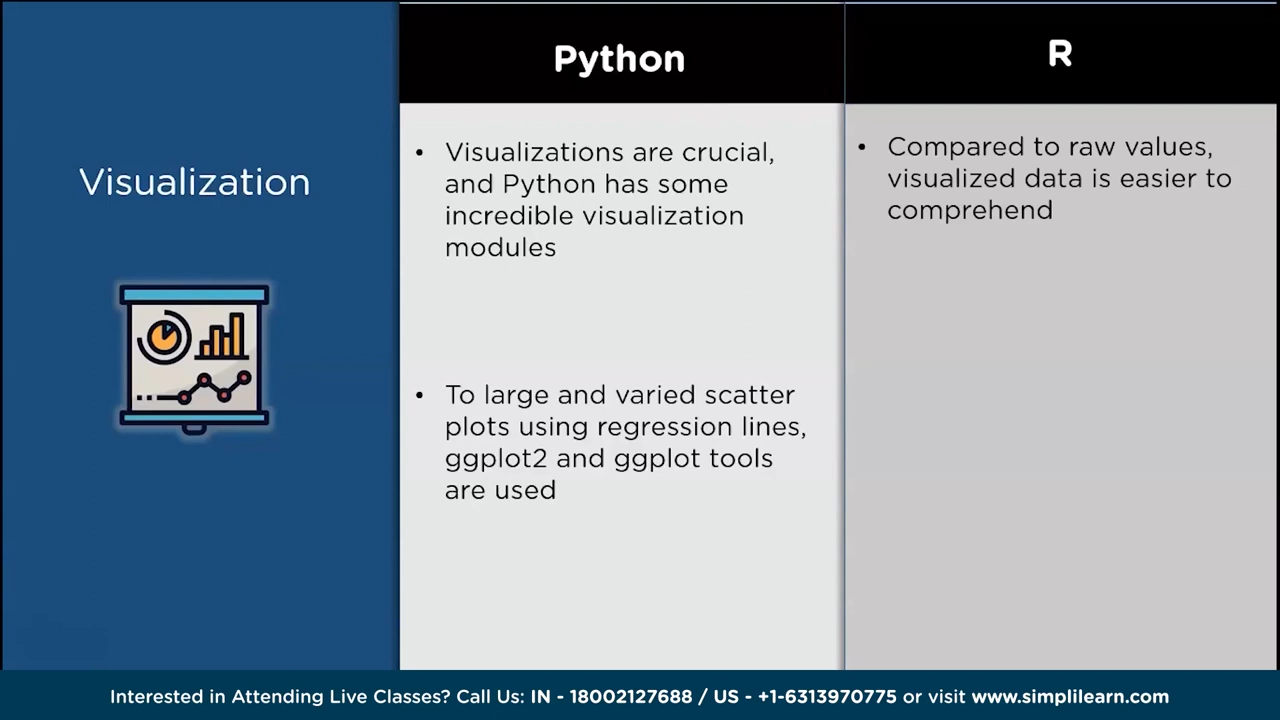 Python
R
Visualization
• Visualizations are crucial,
and Python has some
incredible visualization
modules
• To large and varied scatter
plots using regression lines,
ggplot2 and ggplot tools
are used
• Compared to raw values,
visualized data is easier to
comprehend
Interested in Attending Live Classes? Call Us: IN - 18002127688 / US - +1-6313970775 or visit www.simplilearn.com